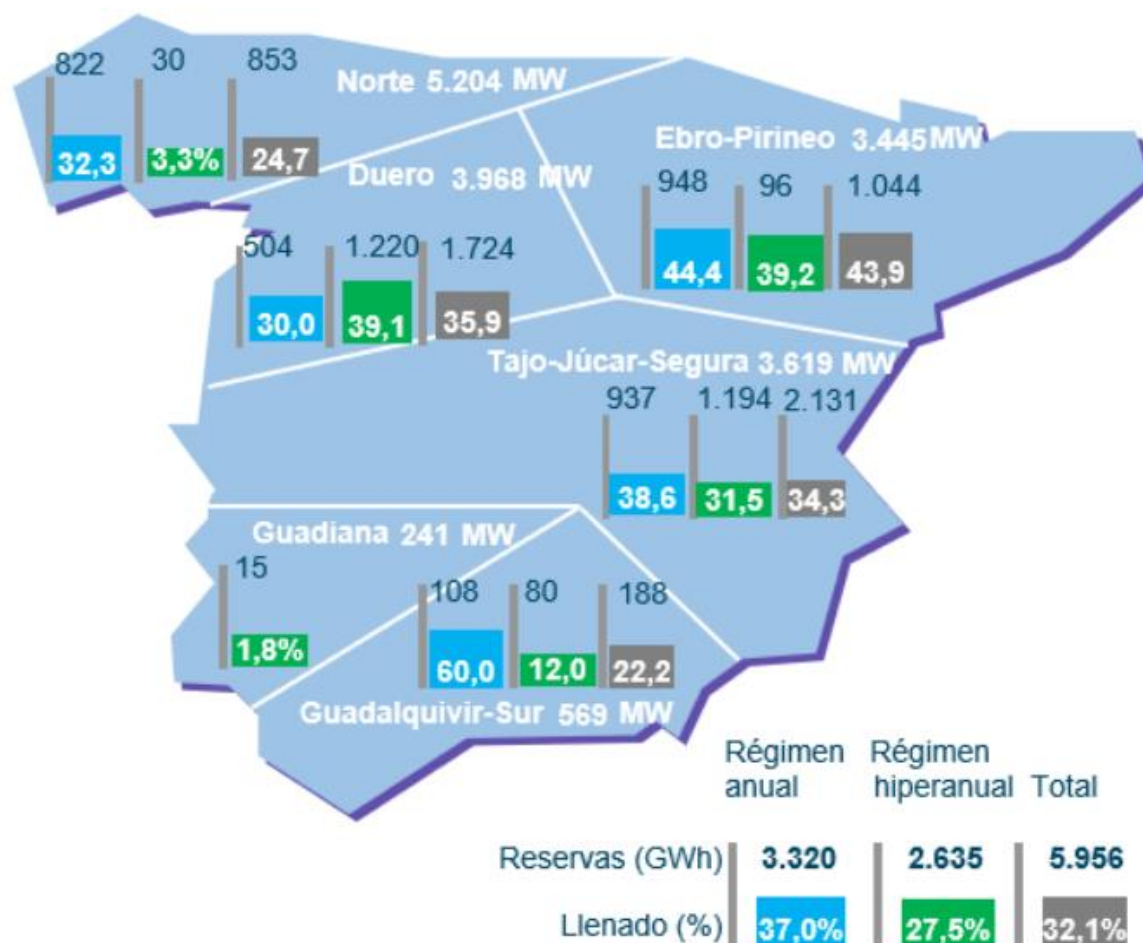 822 30 853
Norte 5.204 MW
32,3 3,3% 24,7
Ebro-Pirineo 3.445 MW
948 96 1.044
44,4 39,2 43,9
Duero 3.968 MW
504 1.220 1.724
30,0 39,1 35,9
Tajo-Júcar-Segura 3.619 MW
937 1.194 2.131
38,6 31,5 34,3
Guadiana 241 MW
15
1,8%
108 80 188
60,0 12,0 22,2
Guadalquivir-Sur 569 MW
Régimen anual Régimen hiperanual Total
Reservas (GWh) 3.320 2.635 5.956
Llenado (%) 37,0% 27,5% 32,1%